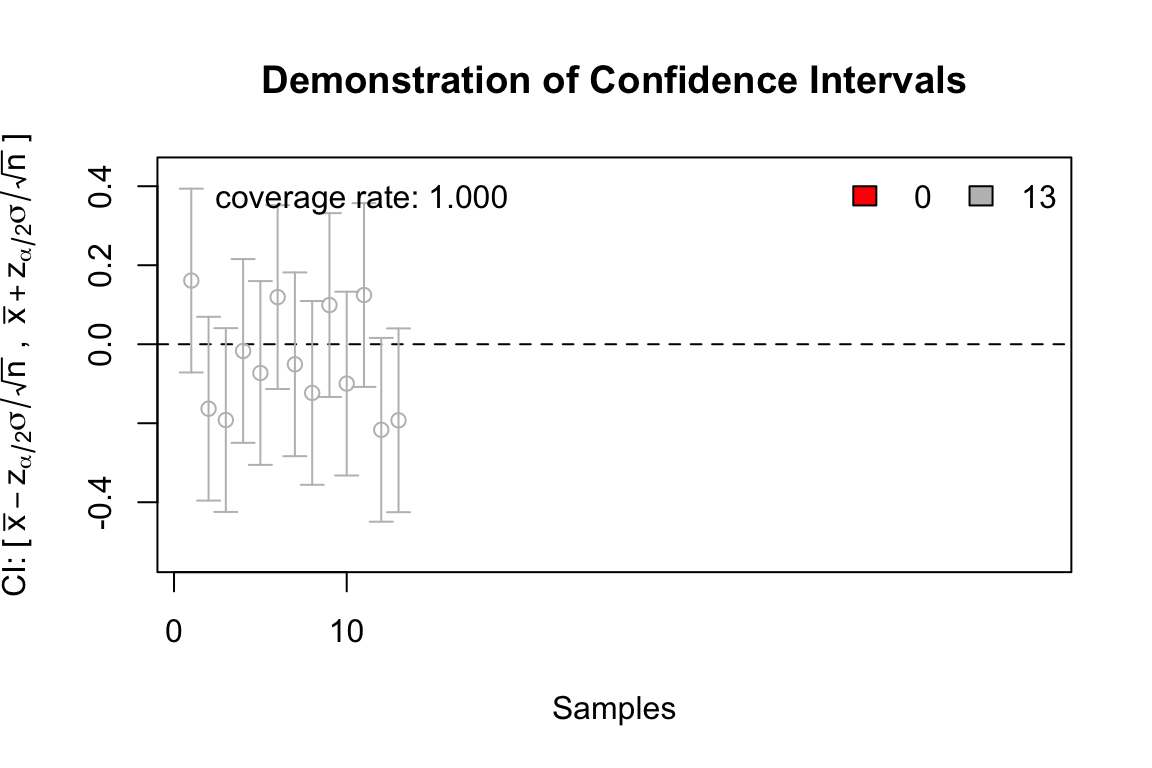 Demonstration of Confidence Intervals
CI: [ x̅ − zα/2σ/√n , x̅ + zα/2σ/√n ]
0.4
0.2
0.0
-0.4
coverage rate: 1.000
0
13
0
10
Samples